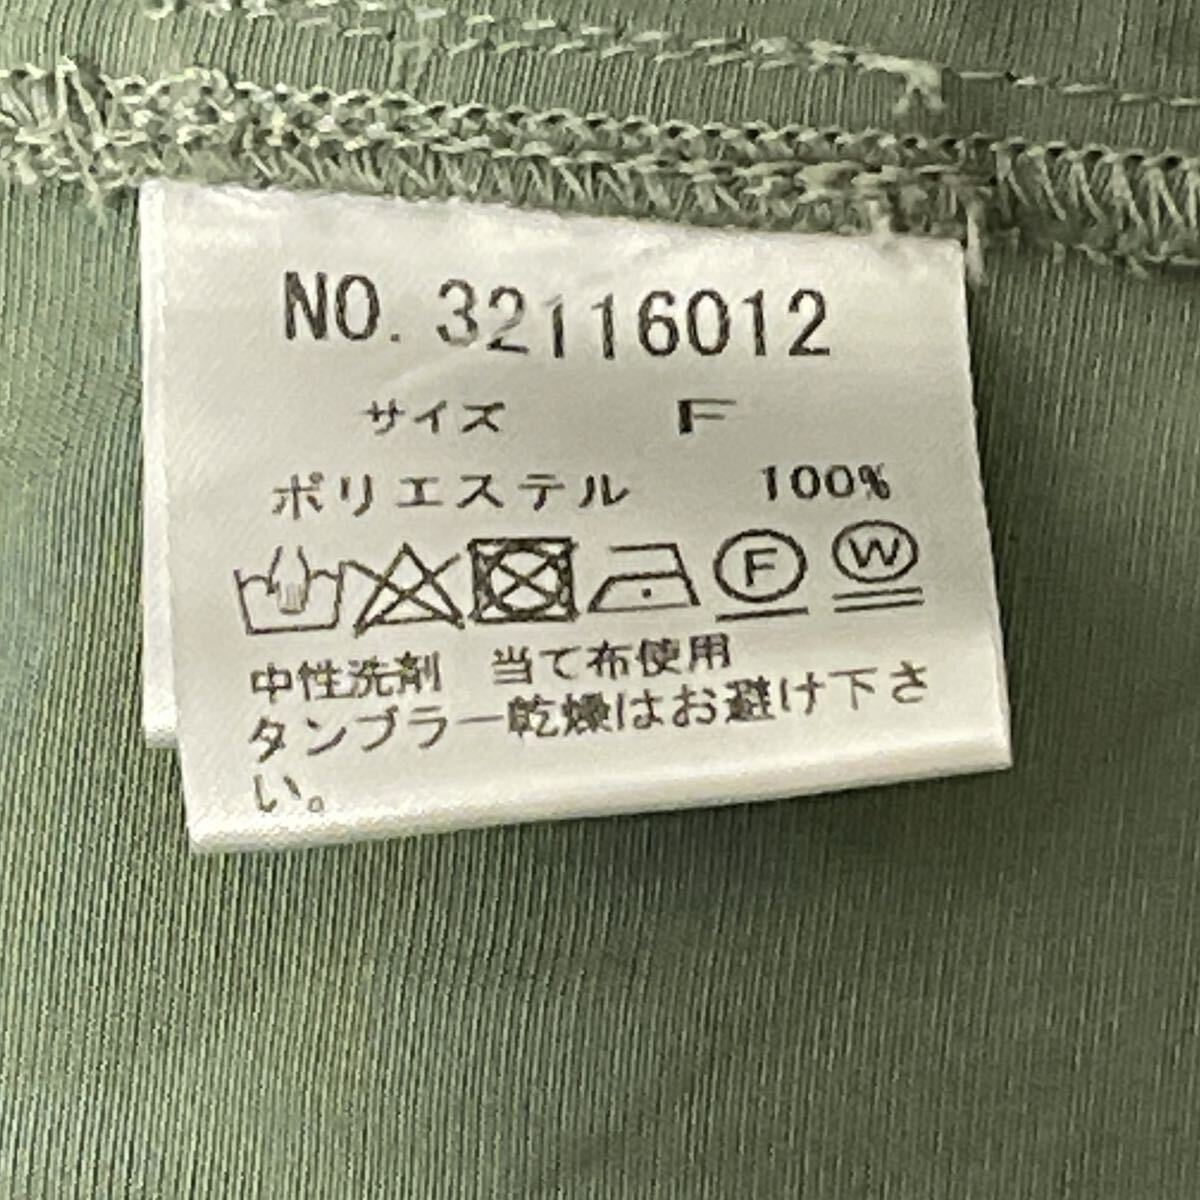 NO. 32116012
サイズ F
ポリエステル 100%
F W
中性洗剤 当て布使用
タンブラー乾燥はお避け下さ
い。